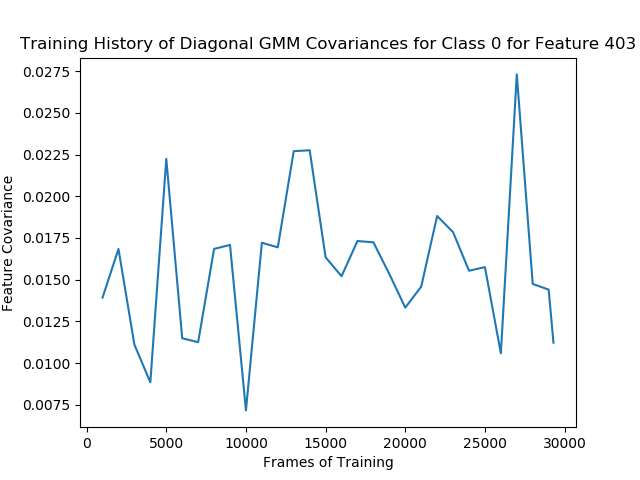 Training History of Diagonal GMM Covariances for Class 0 for Feature 403
0.0275
0.0250
0.0225
0.0200
0.0175
0.0150
0.0125
0.0100
0.0075
Feature Covariance
0 5000 10000 15000 20000 25000 30000
Frames of Training